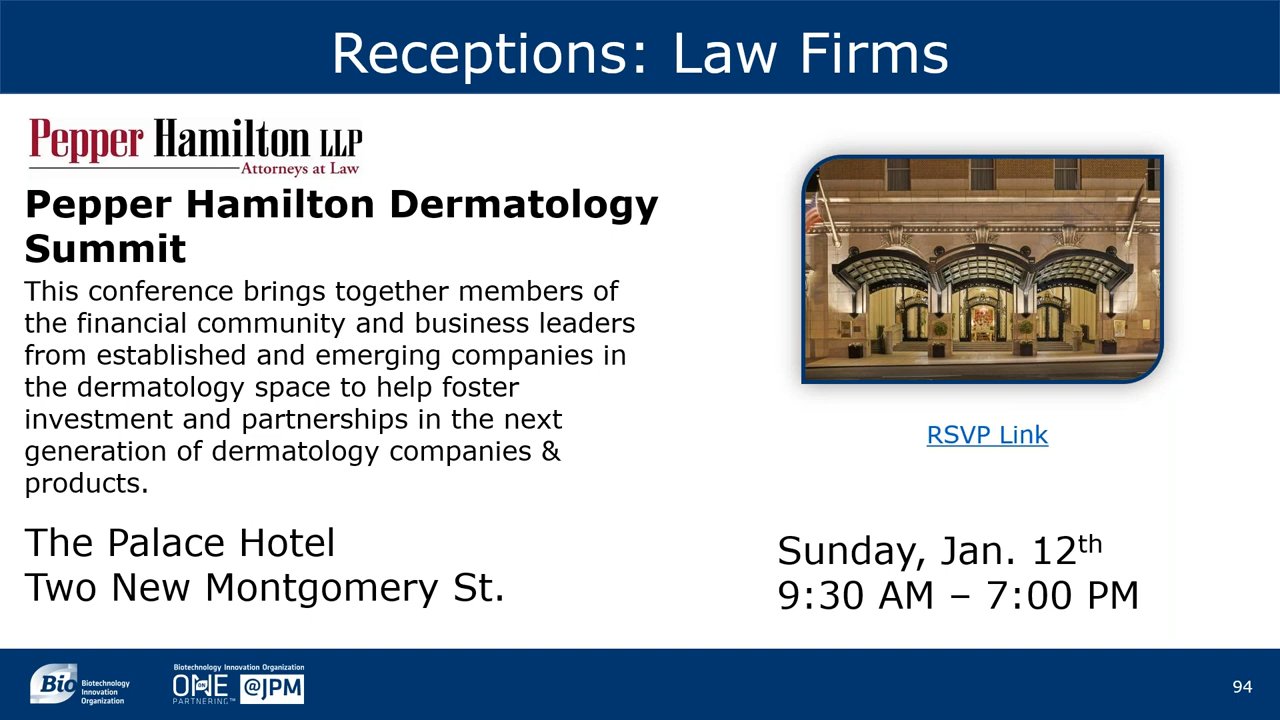 Receptions: Law Firms
Pepper Hamilton LLP
Attorneys at Law
Pepper Hamilton Dermatology
Summit
This conference brings together members of
the financial community and business leaders
from established and emerging companies in
the dermatology space to help foster
investment and partnerships in the next
generation of dermatology companies &
products.
The Palace Hotel
Two New Montgomery St.
RSVP Link
Sunday, Jan. 12th
9:30 AM – 7:00 PM
Bio
Biotechnology
Innovation
Organization
Biotechnology Innovation Organization
ONE
ON
PARTNERING™
@JPM
94